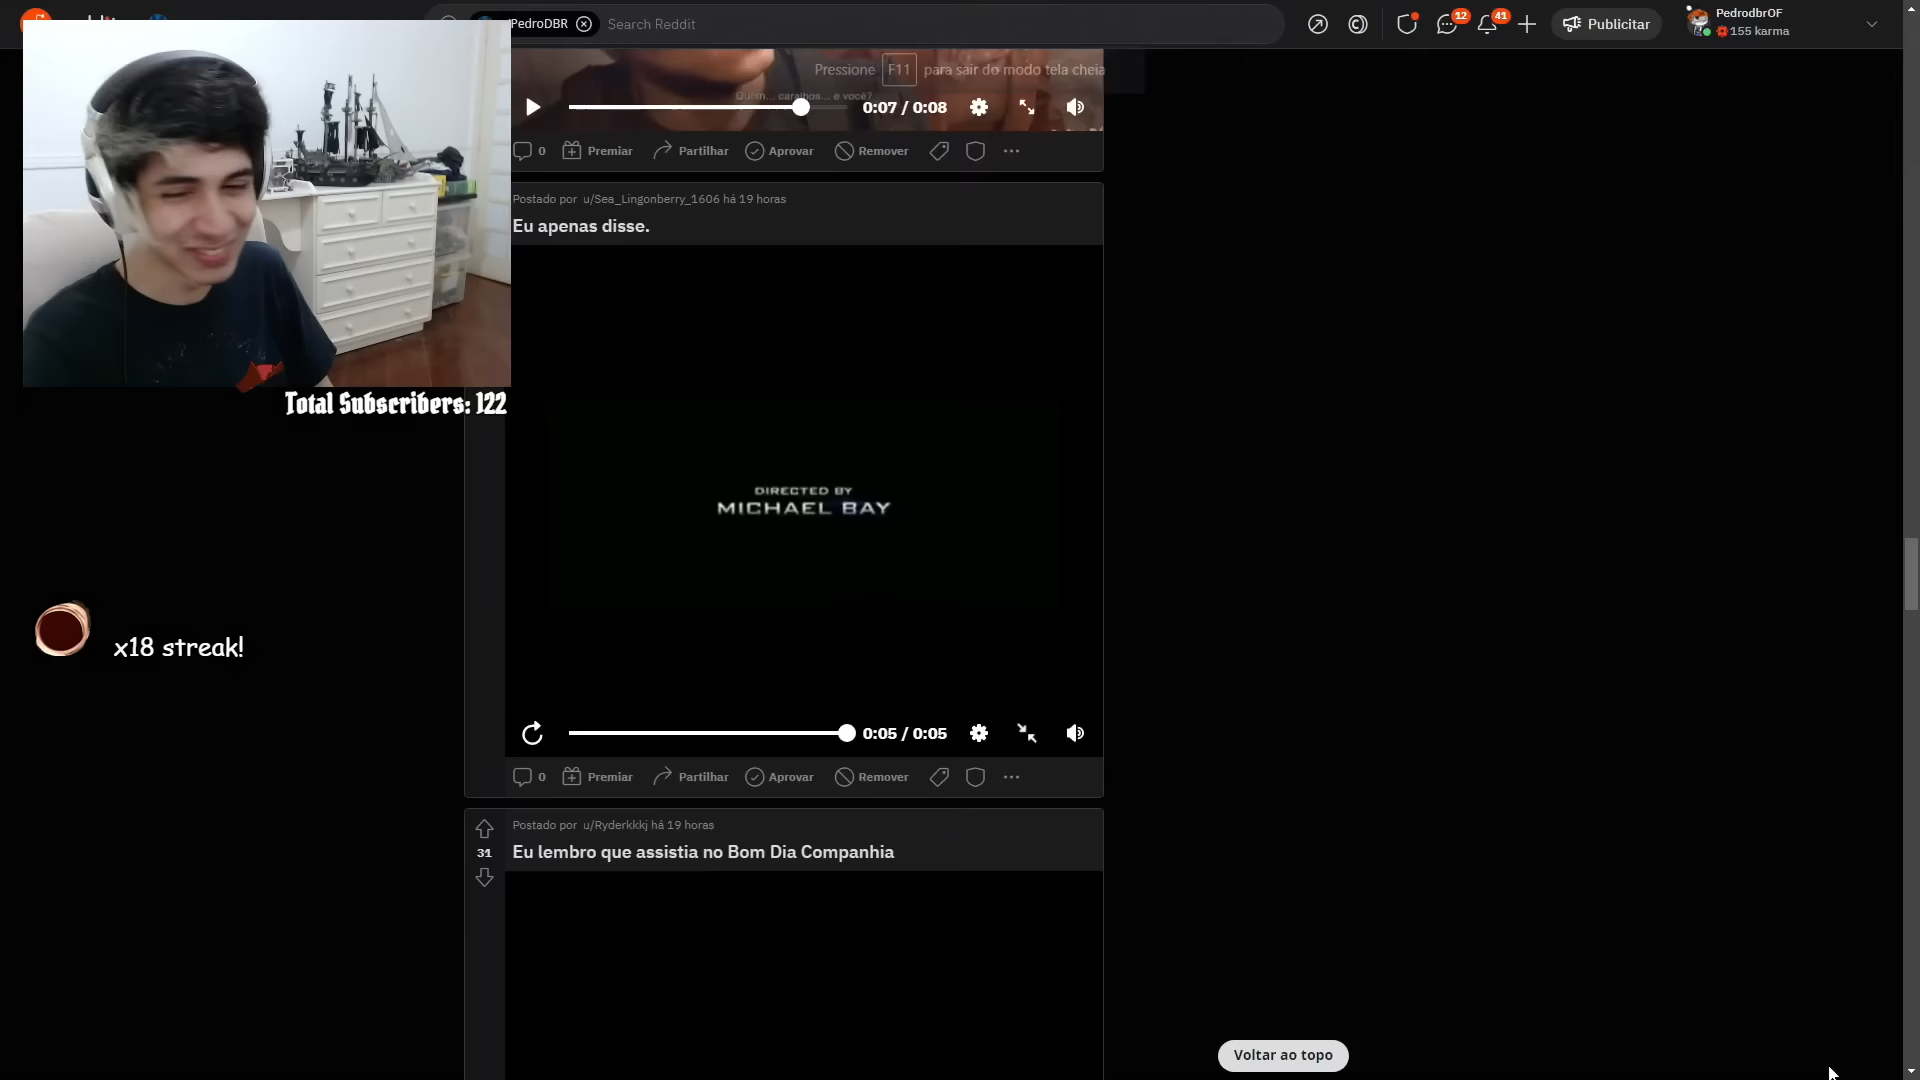 PedroDBR
Search Reddit
12
41
Publicitar
PedrodbrOF
155 karma
Pressione F11 para sair do modo tela cheia
Quem... caralhos... é você?
0:07 / 0:08
0 Premiar Partilhar Aprovar Remover
Postado por u/Sea_Lingonberry_1606 há 19 horas
Eu apenas disse.
Total Subscribers: 122
DIRECTED BY
MICHAEL BAY
x18 streak!
0:05 / 0:05
0 Premiar Partilhar Aprovar Remover
Postado por u/Ryderkkkj há 19 horas
31
Eu lembro que assistia no Bom Dia Companhia
Voltar ao topo